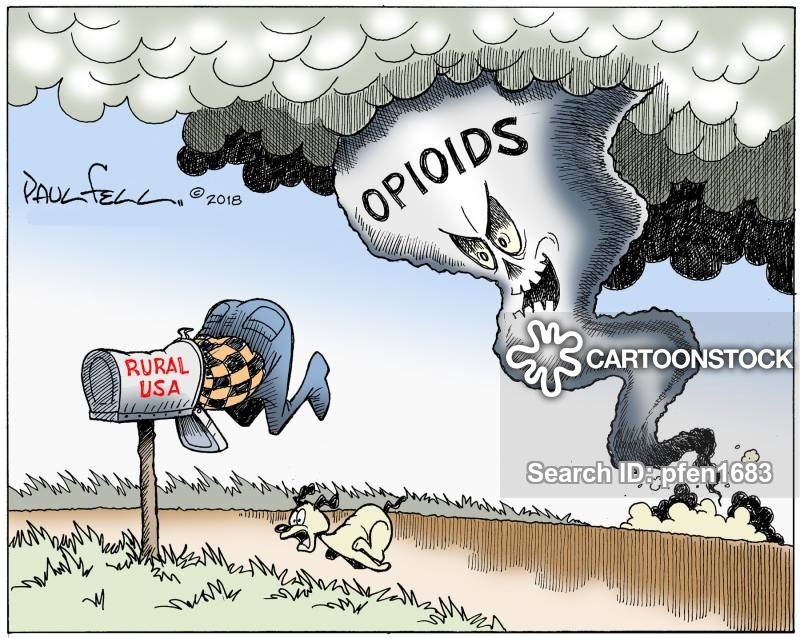 OPIOIDS
PAUL FELL © 2018
RURAL
USA
CARTOONSTOCK
Search ID: pfen1683